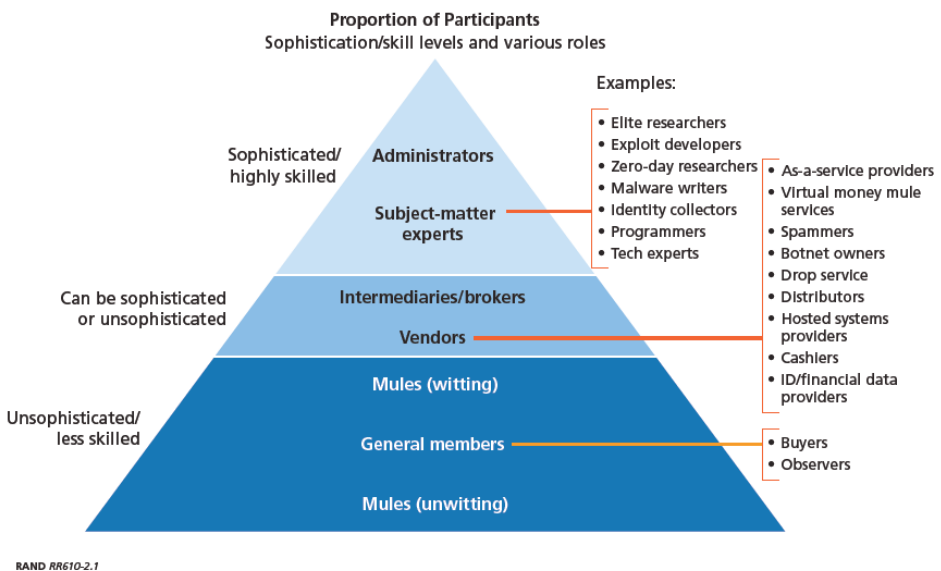 Proportion of Participants
Sophistication/skill levels and various roles
Examples:
• Elite researchers
• Exploit developers
• Zero-day researchers
• Malware writers
• Identity collectors
• Programmers
• Tech experts
Sophisticated/
highly skilled
Administrators
Subject-matter
experts
• As-a-service providers
• Virtual money mule
services
• Spammers
• Botnet owners
• Drop service
• Distributors
• Hosted systems
providers
• Cashiers
• ID/financial data
providers
Can be sophisticated
or unsophisticated
Intermediaries/brokers
Vendors
Unsophisticated/
less skilled
Mules (witting)
General members
• Buyers
• Observers
Mules (unwitting)
RAND RR610-2.1